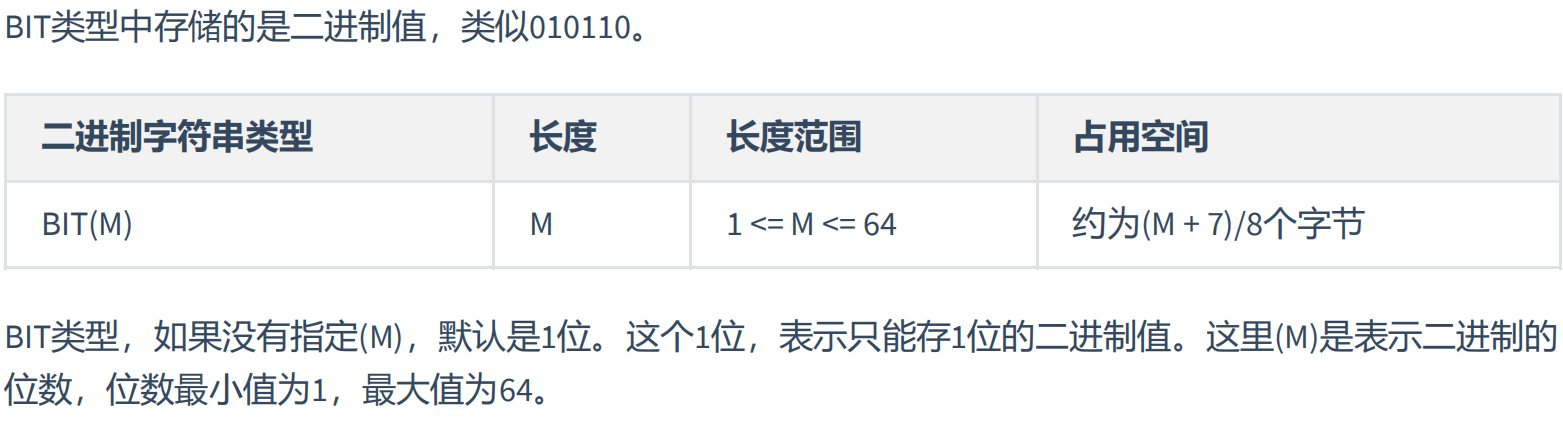 BIT类型中存储的是二进制值，类似010110。
二进制字符串类型 长度 长度范围 占用空间
BIT(M) M 1 <= M <= 64 约为(M + 7)/8个字节
BIT类型，如果没有指定(M)，默认是1位。这个1位，表示只能存1位的二进制值。这里(M)是表示二进制的
位数，位数最小值为1，最大值为64。